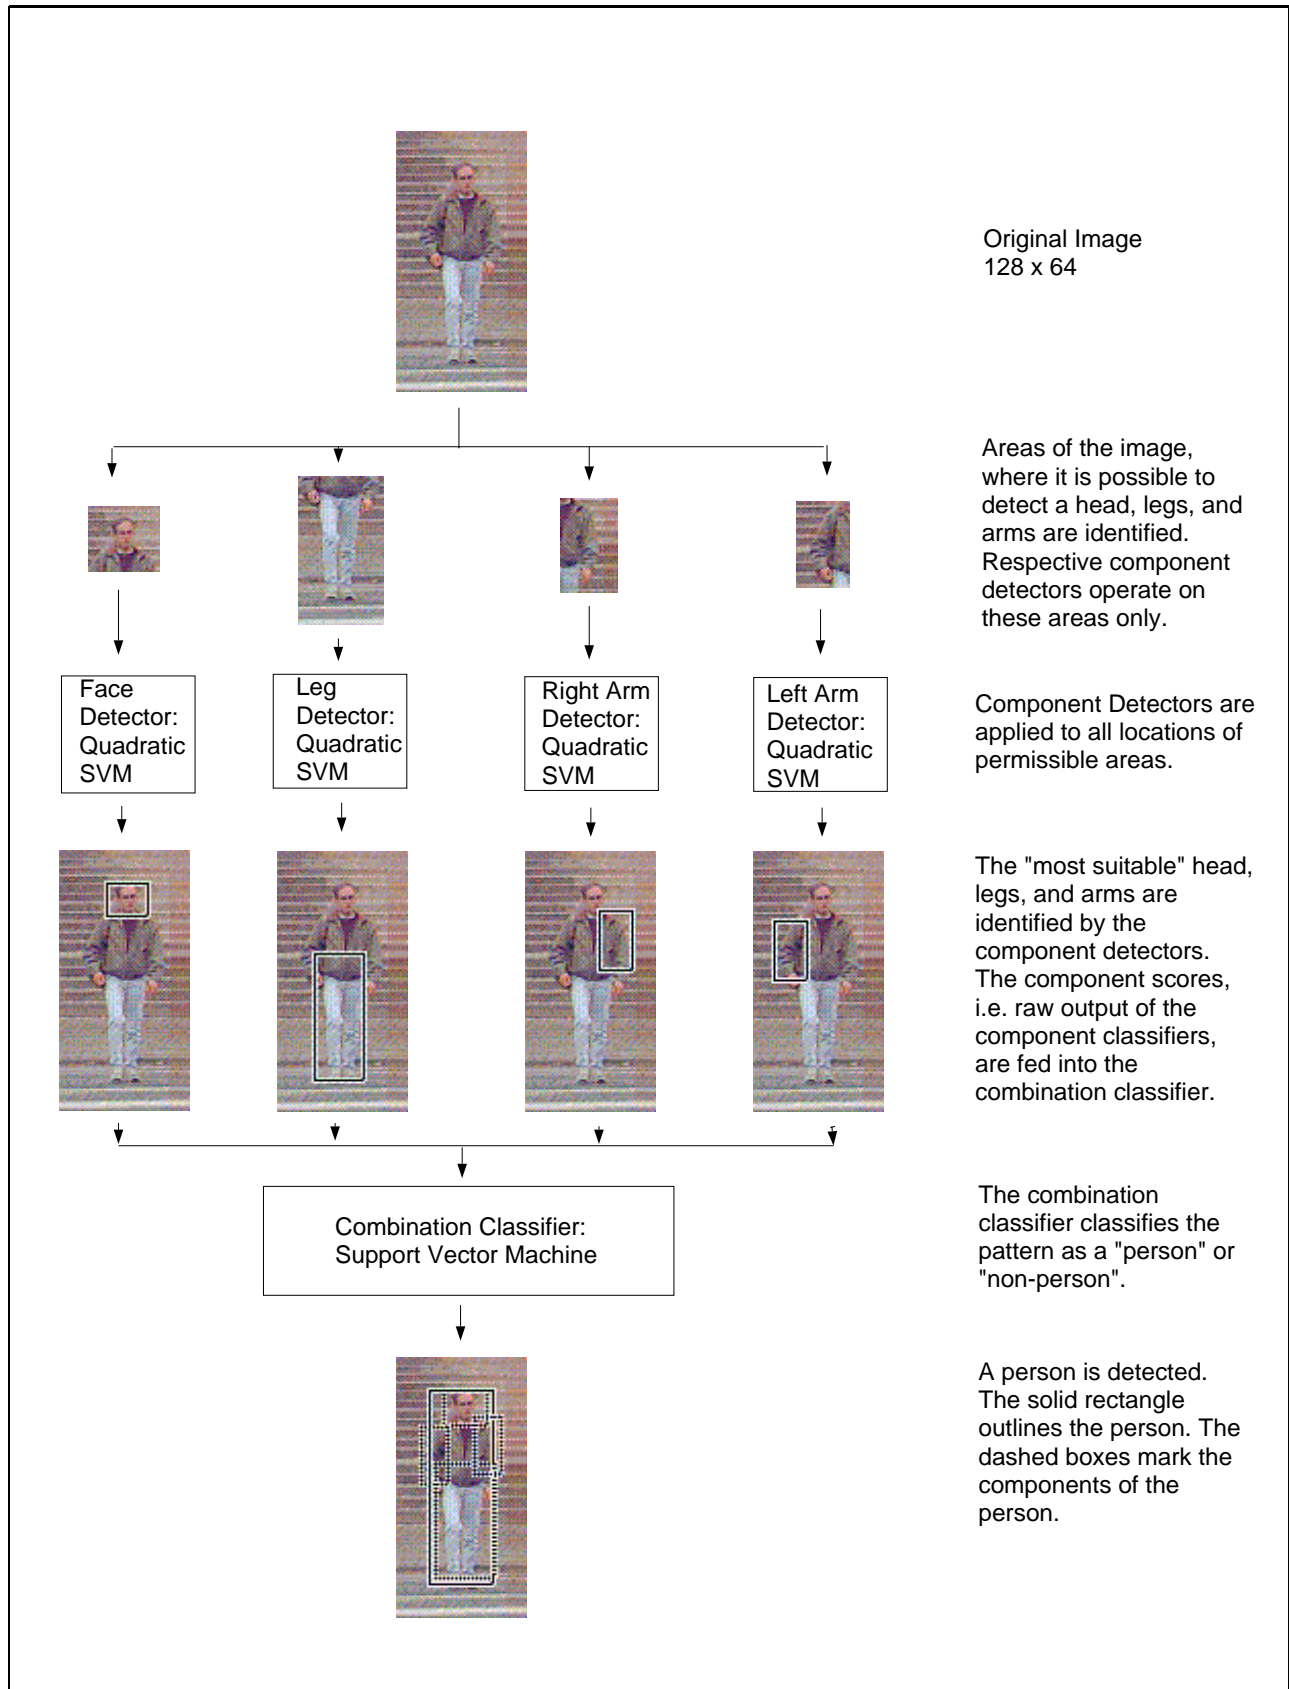 Original Image
128 x 64
Areas of the image,
where it is possible to
detect a head, legs, and
arms are identified.
Respective component
detectors operate on
these areas only.
Face
Detector:
Quadratic
SVM
Leg
Detector:
Quadratic
SVM
Right Arm
Detector:
Quadratic
SVM
Left Arm
Detector:
Quadratic
SVM
Component Detectors are
applied to all locations of
permissible areas.
The "most suitable" head,
legs, and arms are
identified by the
component detectors.
The component scores,
i.e. raw output of the
component classifiers,
are fed into the
combination classifier.
Combination Classifier:
Support Vector Machine
The combination
classifier classifies the
pattern as a "person" or
"non-person".
A person is detected.
The solid rectangle
outlines the person. The
dashed boxes mark the
components of the
person.